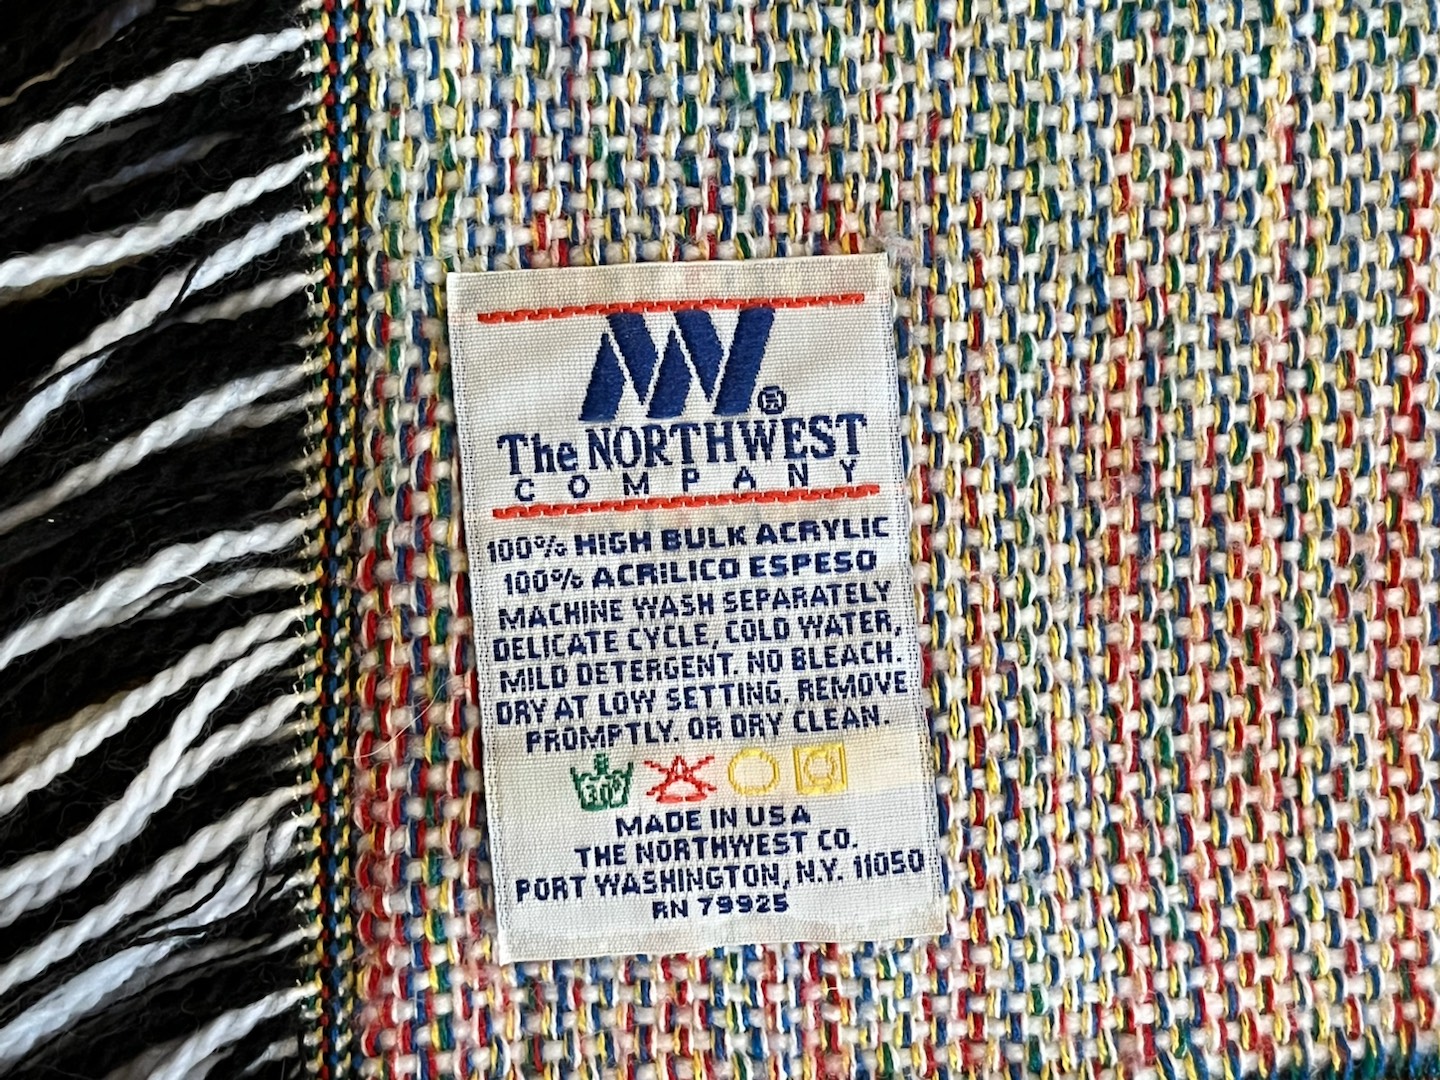 The NORTHWEST
COMPANY
100% HIGH BULK ACRYLIC
100% ACRILICO ESPESO
MACHINE WASH SEPARATELY
DELICATE CYCLE, COLD WATER,
MILD DETERGENT. NO BLEACH.
DRY AT LOW SETTING. REMOVE
PROMPTLY. OR DRY CLEAN.
30°
MADE IN USA
THE NORTHWEST CO.
PORT WASHINGTON, N.Y. 11050
RN 79925